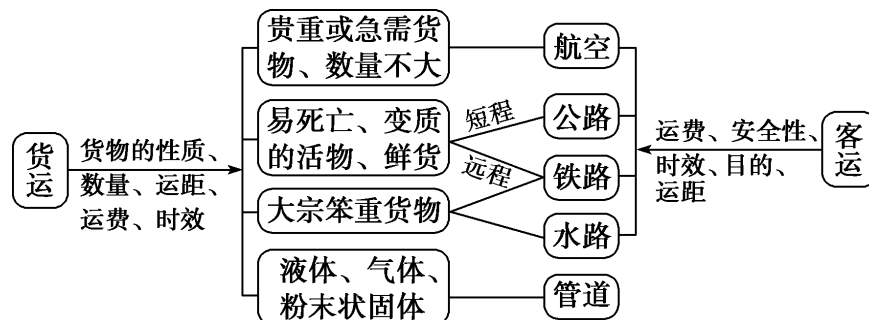 货运
货物的性质、
数量、运距、
运费、时效
贵重或急需货
物、数量不大
易死亡、变质
的活物、鲜货
大宗笨重货物
液体、气体、
粉末状固体
短程
远程
航空
公路
铁路
水路
管道
运费、安全性、
时效、目的、
运距
客运